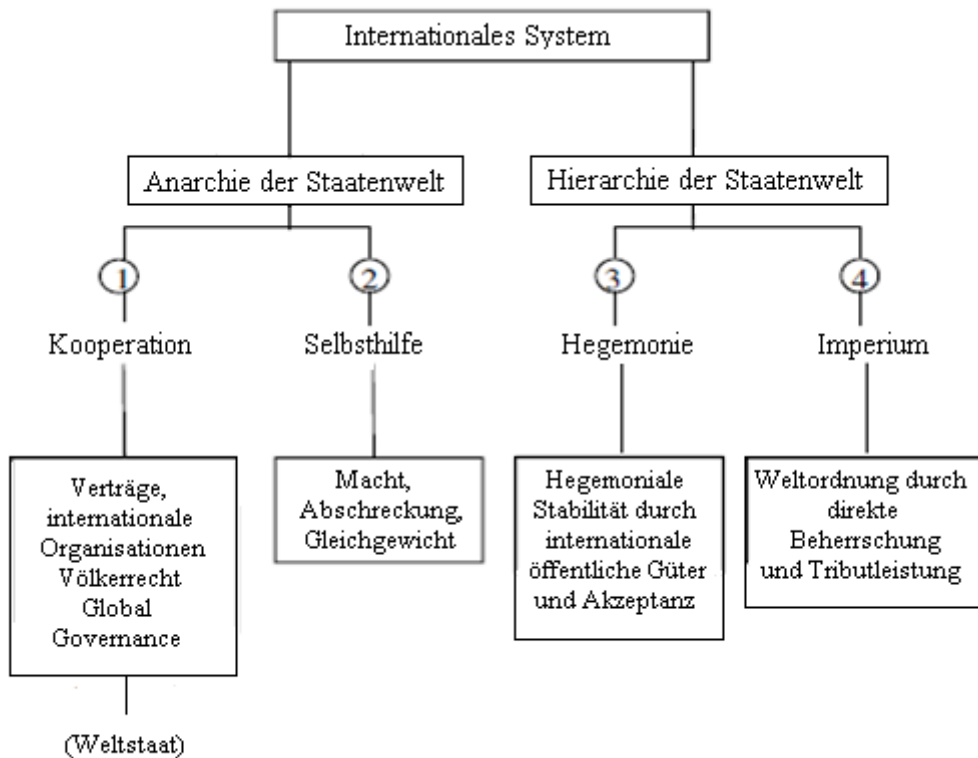 Internationales System
Anarchie der Staatenwelt
Hierarchie der Staatenwelt
1
2
3
4
Kooperation
Selbsthilfe
Hegemonie
Imperium
Verträge,
internationale
Organisationen
Völkerrecht
Global
Governance
Macht,
Abschreckung,
Gleichgewicht
Hegemoniale
Stabilität durch
internationale
öffentliche Güter
und Akzeptanz
Weltordnung durch
direkte
Beherrschung
und Tributleistung
(Weltstaat)